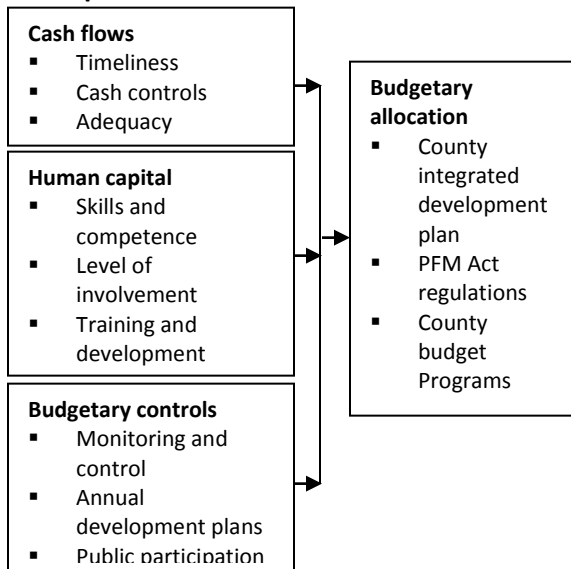 Cash flows
▪ Timeliness
▪ Cash controls
▪ Adequacy
Human capital
▪ Skills and
competence
▪ Level of
involvement
▪ Training and
development
Budgetary controls
▪ Monitoring and
control
▪ Annual
development plans
▪ Public participation
Budgetary
allocation
▪ County
integrated
development
plan
▪ PFM Act
regulations
▪ County
budget
Programs